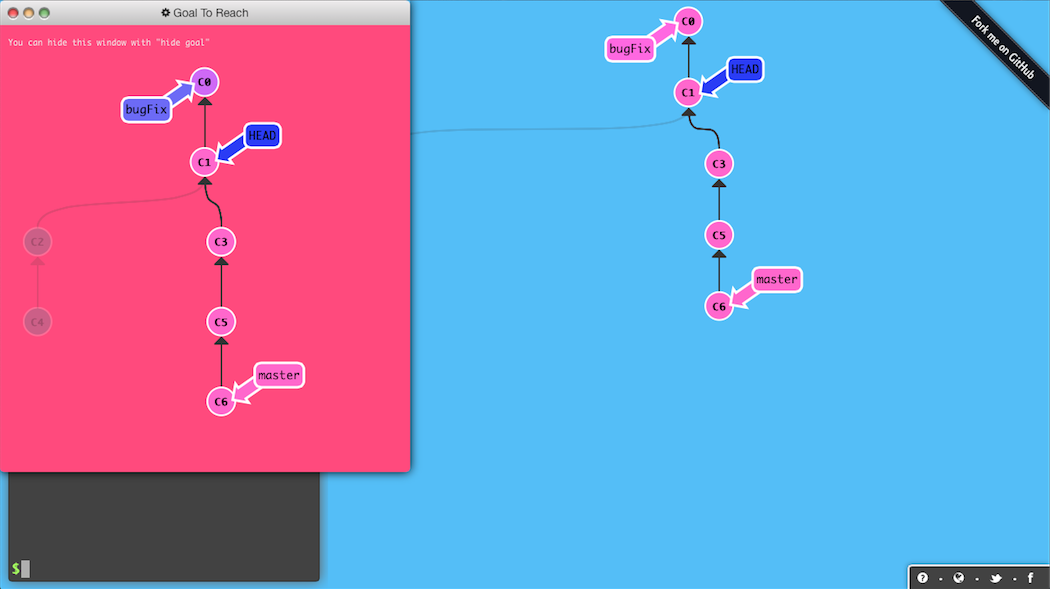 Goal To Reach
You can hide this window with "hide goal"
C0
bugFix
HEAD
C1
C2
C3
C4
C5
master
C6
$
C0
bugFix
HEAD
C1
C3
C5
master
C6
Fork me on GitHub